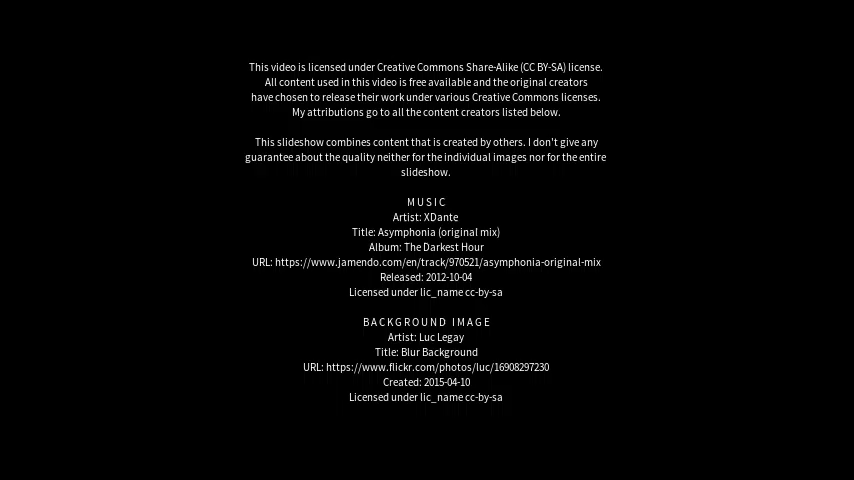 This video is licensed under Creative Commons Share-Alike (CC BY-SA) license.
All content used in this video is free available and the original creators
have chosen to release their work under various Creative Commons licenses.
My attributions go to all the content creators listed below.
This slideshow combines content that is created by others. I don't give any
guarantee about the quality neither for the individual images nor for the entire
slideshow.
MUSIC
Artist: XDante
Title: Asymphonia (original mix)
Album: The Darkest Hour
URL: https://www.jamendo.com/en/track/970521/asymphonia-original-mix
Released: 2012-10-04
Licensed under lic_name cc-by-sa
BACKGROUND IMAGE
Artist: Luc Legay
Title: Blur Background
URL: https://www.flickr.com/photos/luc/16908297230
Created: 2015-04-10
Licensed under lic_name cc-by-sa